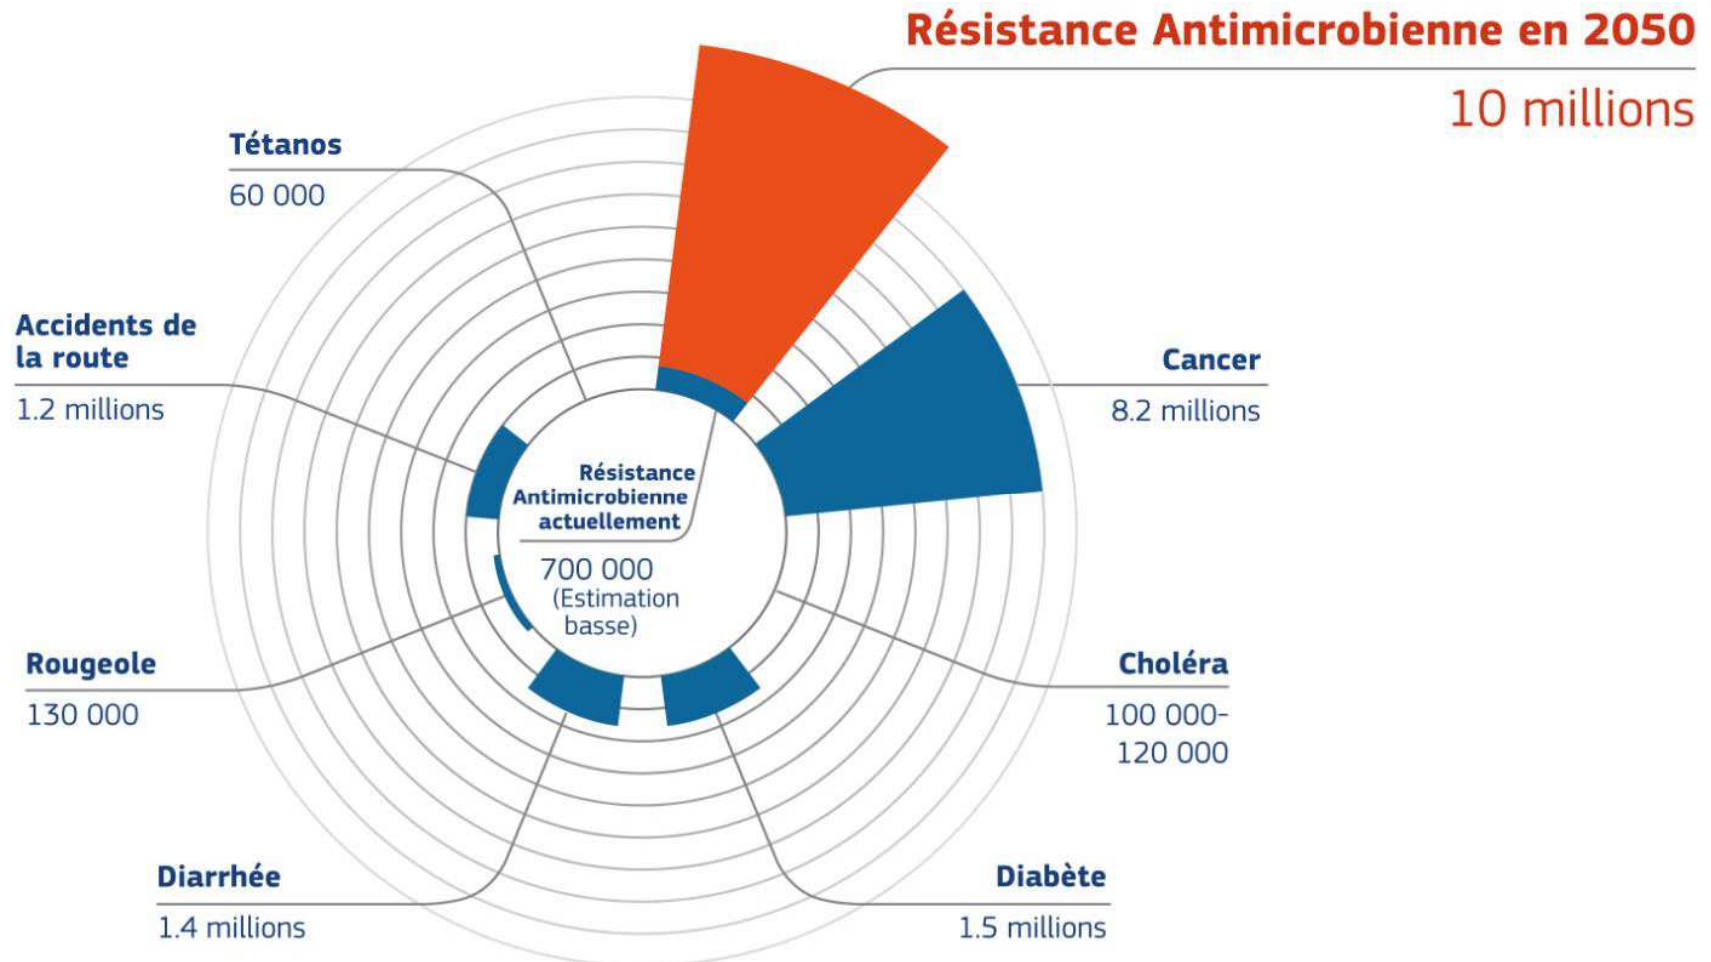 Résistance Antimicrobienne en 2050
10 millions
Tétanos
60 000
Accidents de
la route
1.2 millions
Cancer
8.2 millions
Résistance
Antimicrobienne
actuellement
700 000
(Estimation
basse)
Rougeole
130 000
Choléra
100 000-
120 000
Diarrhée
1.4 millions
Diabète
1.5 millions